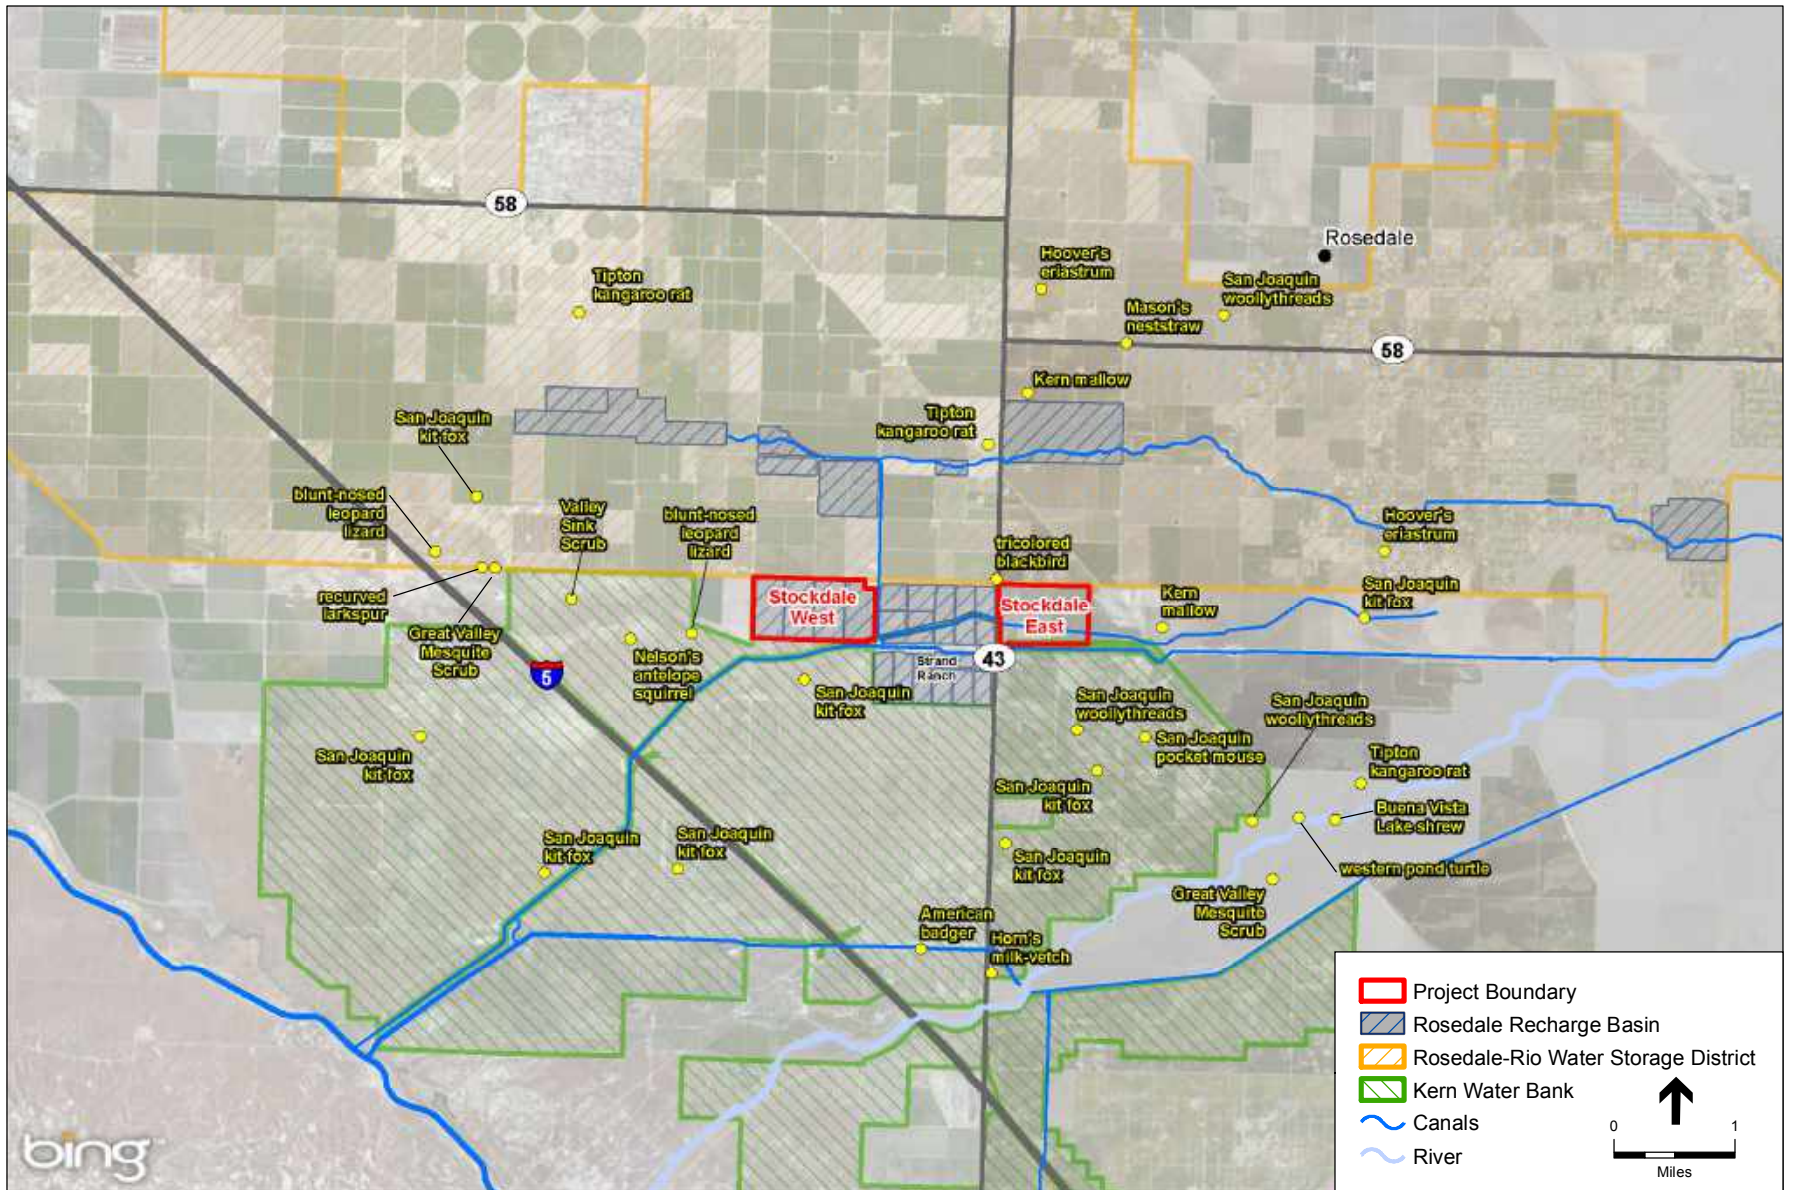 58
Rosedale
Hoover's
eriastrum
Tipton
kangaroo rat
San Joaquin
woollythreads
Mason's
neststraw
58
Kern mallow
San Joaquin
kit fox
Tipton
kangaroo rat
blunt-nosed
leopard
lizard
Valley
Sink
Scrub
blunt-nosed
leopard
lizard
Hoover's
eriastrum
tricolored
blackbird
recurved
larkspur
Stockdale
West
Stockdale
East
Kern
mallow
San Joaquin
kit fox
Great Valley
Mesquite
Scrub
5
Nelson's
antelope
squirrel
Strand
Ranch
43
San Joaquin
kit fox
San Joaquin
woollythreads
San Joaquin
woollythreads
San Joaquin
pocket mouse
San Joaquin
kit fox
San Joaquin
kit fox
Tipton
kangaroo rat
Buena Vista
Lake shrew
San Joaquin
kit fox
San Joaquin
kit fox
San Joaquin
kit fox
western pond turtle
Great Valley
Mesquite
Scrub
American
badger
Horn's
milk-vetch
Project Boundary
Rosedale Recharge Basin
Rosedale-Rio Water Storage District
Kern Water Bank
Canals
River
0 1
Miles
bing